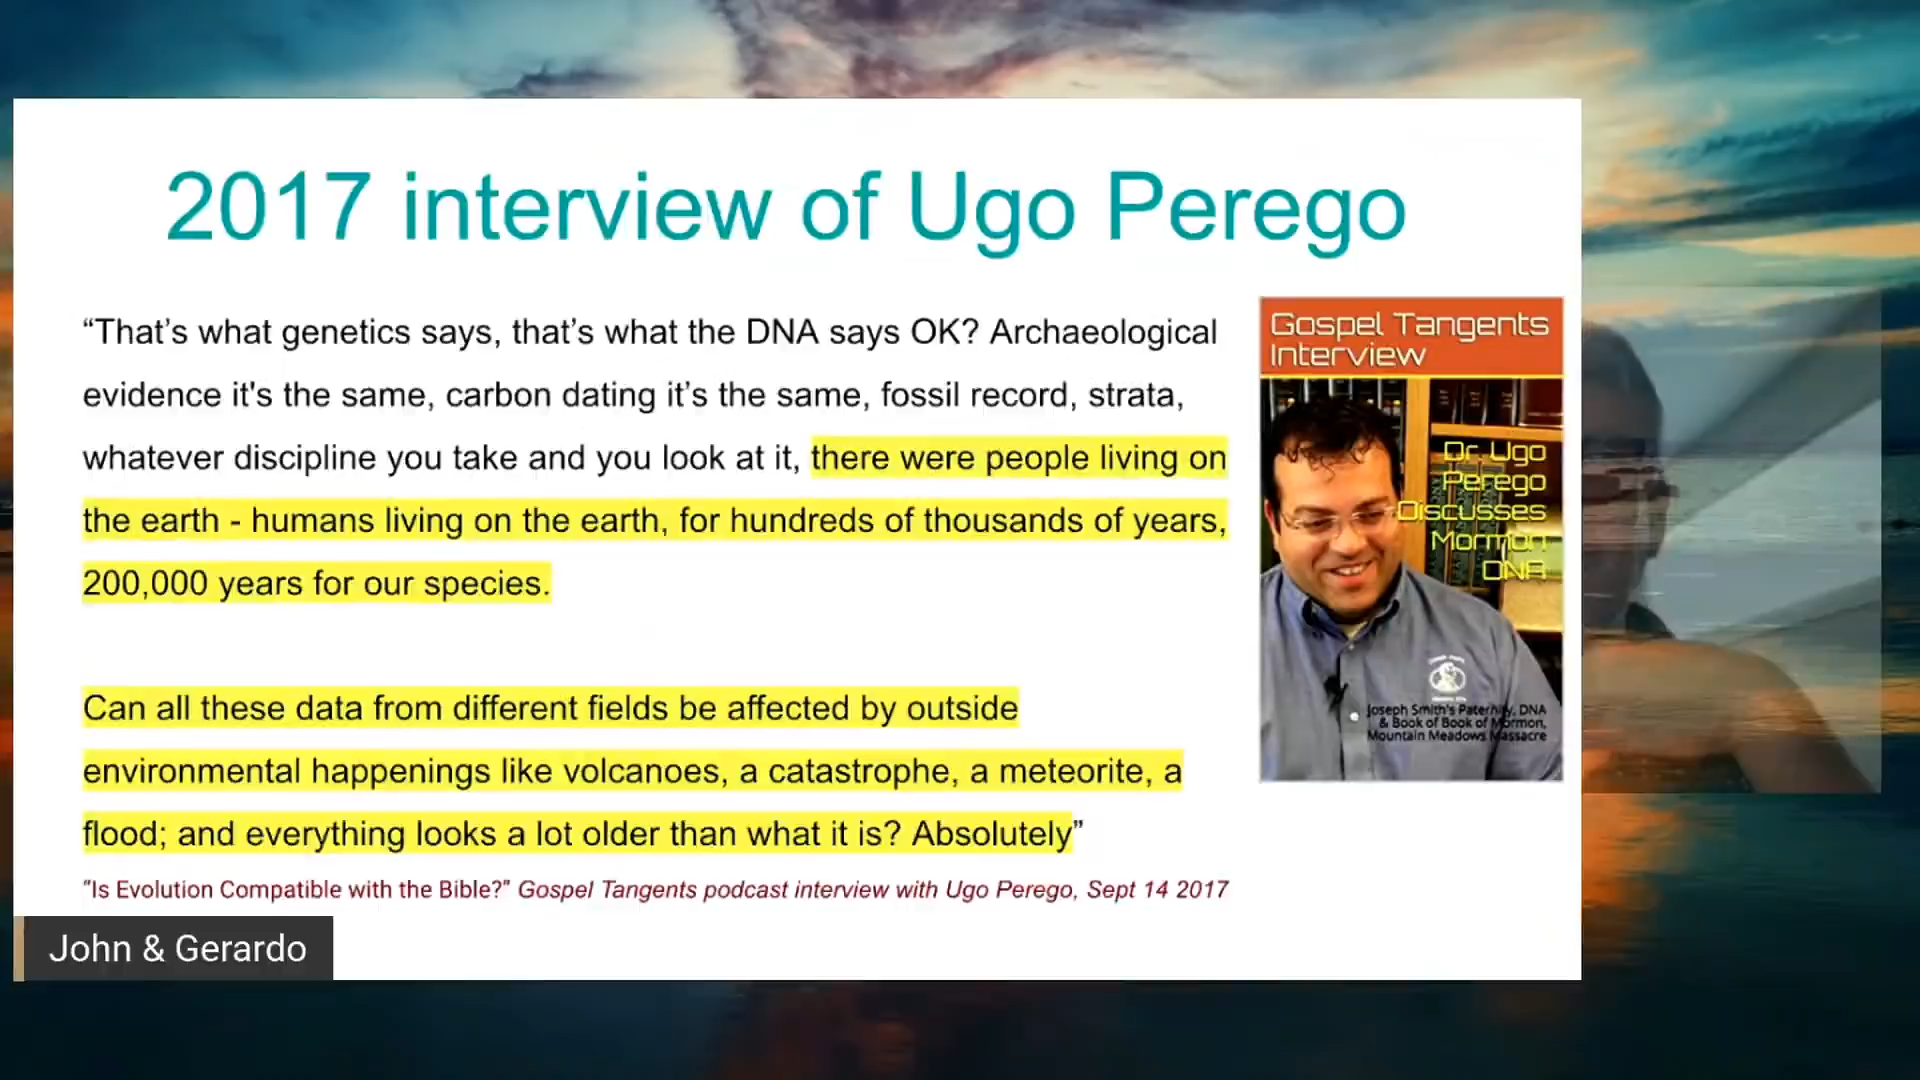 2017 interview of Ugo Perego
“That’s what genetics says, that’s what the DNA says OK? Archaeological
evidence it's the same, carbon dating it’s the same, fossil record, strata,
whatever discipline you take and you look at it, there were people living on
the earth - humans living on the earth, for hundreds of thousands of years,
200,000 years for our species.
Can all these data from different fields be affected by outside
environmental happenings like volcanoes, a catastrophe, a meteorite, a
flood; and everything looks a lot older than what it is? Absolutely”
“Is Evolution Compatible with the Bible?” Gospel Tangents podcast interview with Ugo Perego, Sept 14 2017
Gospel Tangents
Interview
Dr. Ugo
Perego
Discusses
Mormon
DNA
Joseph Smith's Paternity, DNA
& Book of Book of Mormon,
Mountain Meadows Massacre
John & Gerardo